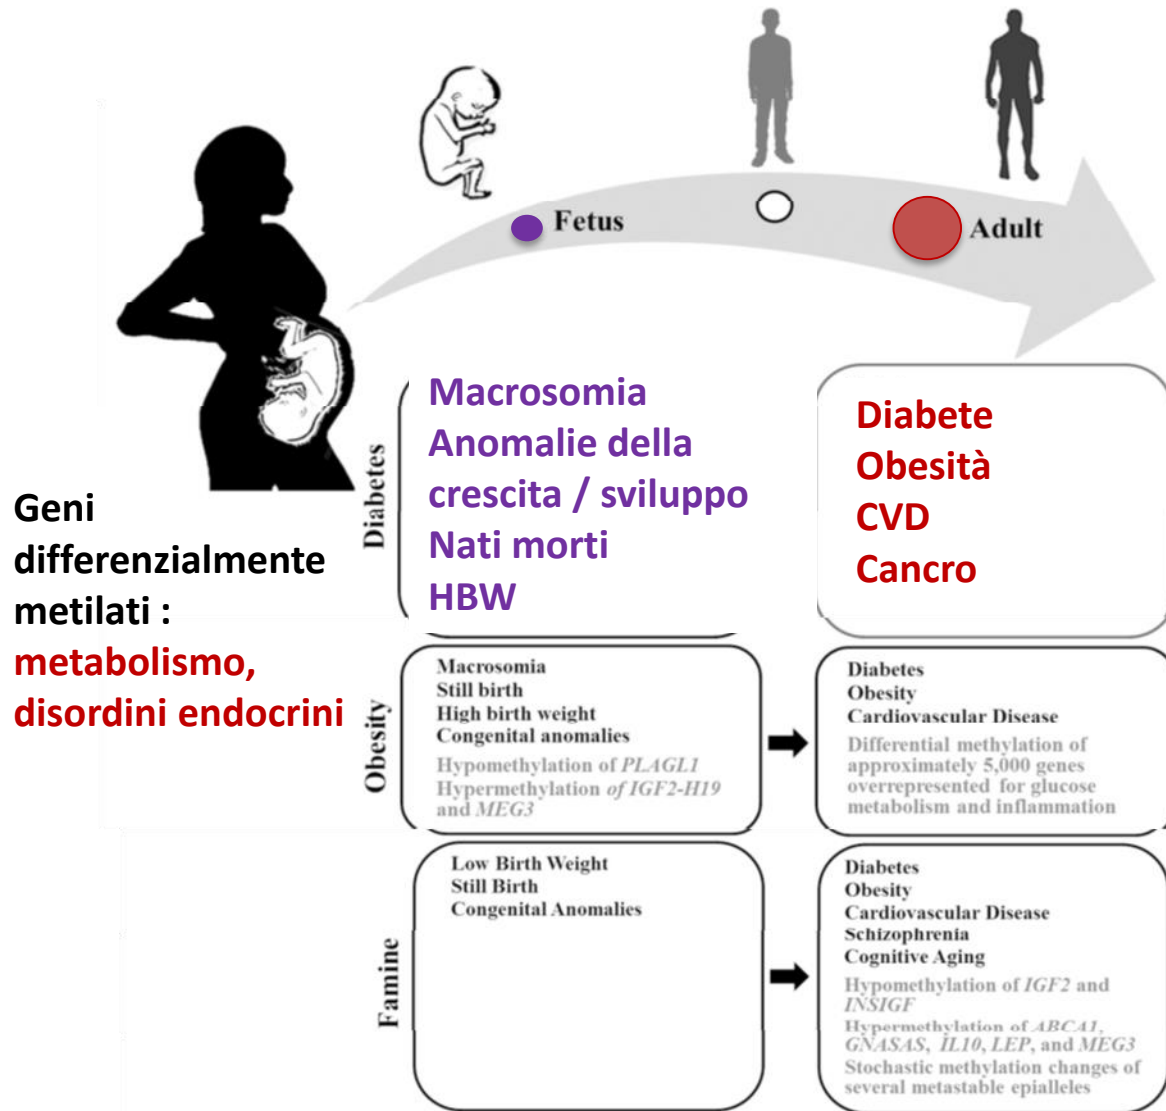 Fetus
Adult
Geni
differenzialmente
metilati :
metabolismo,
disordini endocrini
Diabetes
Macrosomia
Anomalie della
crescita / sviluppo
Nati morti
HBW
Diabete
Obesità
CVD
Cancro
Obesity
Macrosomia
Still birth
High birth weight
Congenital anomalies
Hypomethylation of PLAGL1
Hypermethylation of IGF2-H19
and MEG3
Diabetes
Obesity
Cardiovascular Disease
Differential methylation of
approximately 5,000 genes
overrepresented for glucose
metabolism and inflammation
Famine
Low Birth Weight
Still Birth
Congenital Anomalies
Diabetes
Obesity
Cardiovascular Disease
Schizophrenia
Cognitive Aging
Hypomethylation of IGF2 and
INSIGF
Hypermethylation of ABCA1,
GNASAS, IL10, LEP, and MEG3
Stochastic methylation changes of
several metastable epialleles